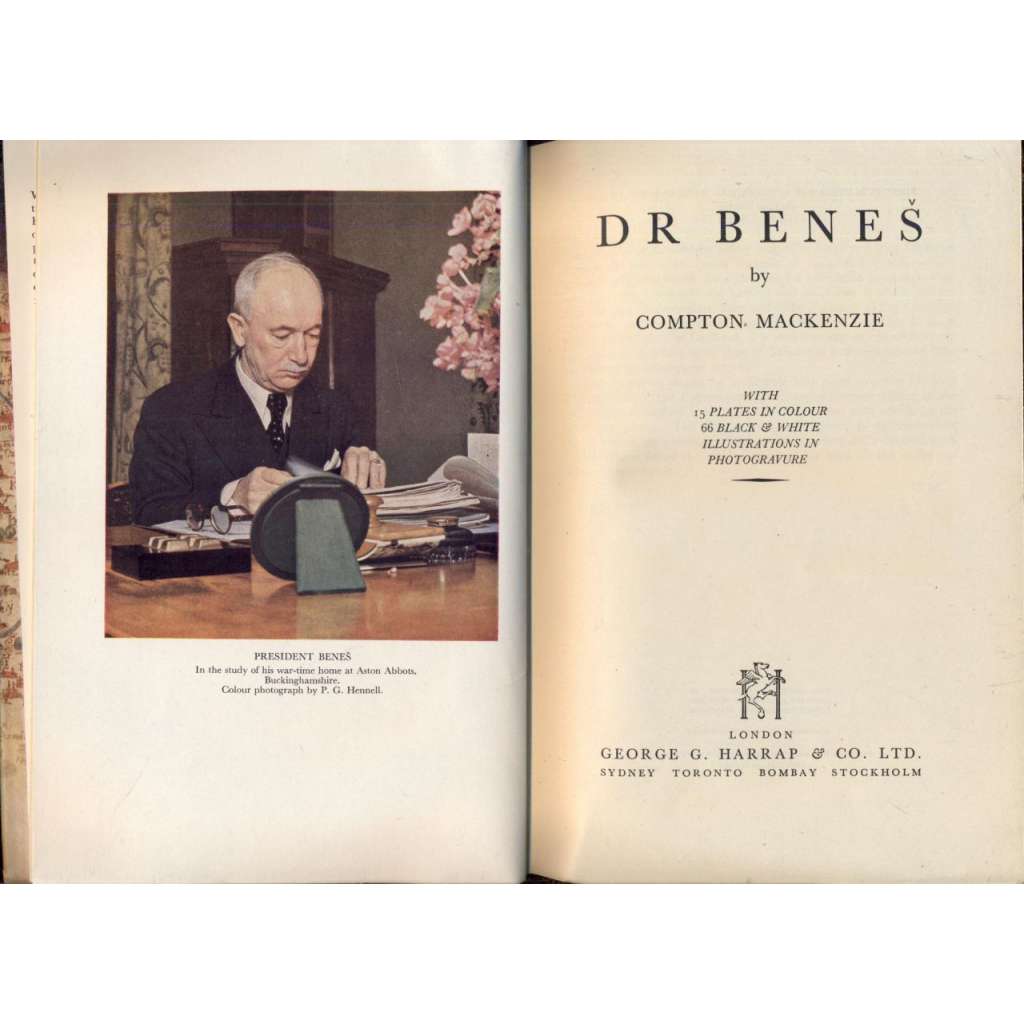 PRESIDENT BENEŠ
In the study of his war-time home at Aston Abbots,
Buckinghamshire.
Colour photograph by P. G. Hennell.
DR BENEŠ
by
COMPTON MACKENZIE
WITH
15 PLATES IN COLOUR
66 BLACK & WHITE
ILLUSTRATIONS IN
PHOTOGRAVURE
LONDON
GEORGE G. HARRAP & CO. LTD.
SYDNEY TORONTO BOMBAY STOCKHOLM